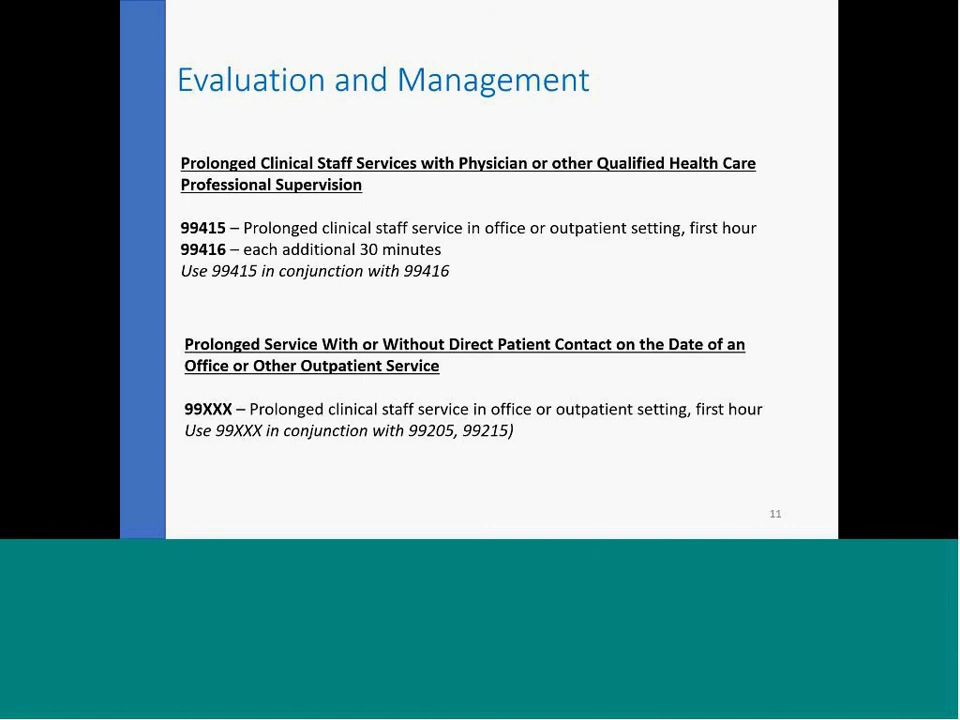 Evaluation and Management
Prolonged Clinical Staff Services with Physician or other Qualified Health Care
Professional Supervision
99415 – Prolonged clinical staff service in office or outpatient setting, first hour
99416 – each additional 30 minutes
Use 99415 in conjunction with 99416
Prolonged Service With or Without Direct Patient Contact on the Date of an
Office or Other Outpatient Service
99XXX – Prolonged clinical staff service in office or outpatient setting, first hour
Use 99XXX in conjunction with 99205, 99215)
11